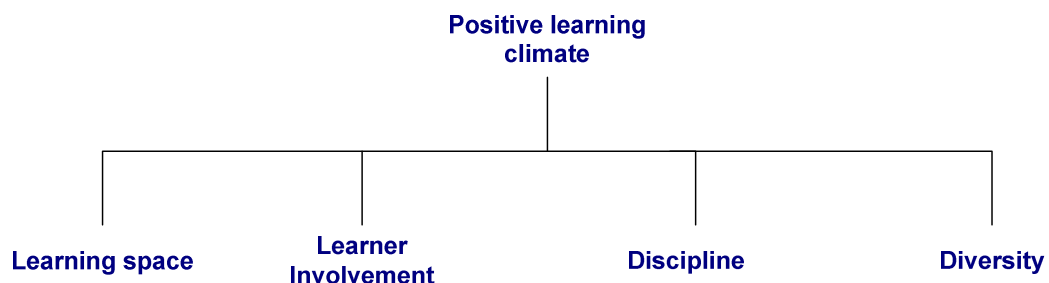 Positive learning
climate
Learning space
Learner
Involvement
Discipline
Diversity